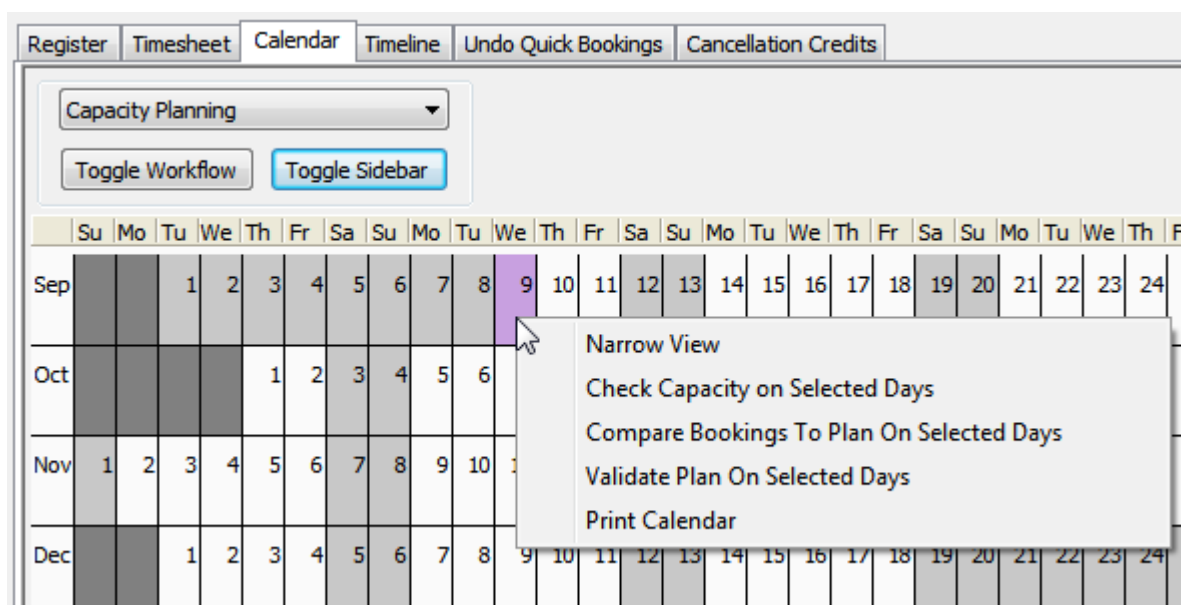 Register Timesheet Calendar Timeline Undo Quick Bookings Cancellation Credits
Capacity Planning
Toggle Workflow Toggle Sidebar
Su Mo Tu We Th Fr Sa Su Mo Tu We Th Fr Sa Su Mo Tu We Th Fr Sa Su Mo Tu We Th F
Sep 1 2 3 4 5 6 7 8 9 10 11 12 13 14 15 16 17 18 19 20 21 22 23 24
Narrow View
Oct 1 2 3 4 5 6
Check Capacity on Selected Days
Compare Bookings To Plan On Selected Days
Nov 1 2 3 4 5 6 7 8 9 10
Validate Plan On Selected Days
Print Calendar
Dec 1 2 3 4 5 6 7 8 9 10 11 12 13 14 15 16 17 18 19 20 21 22 23 24